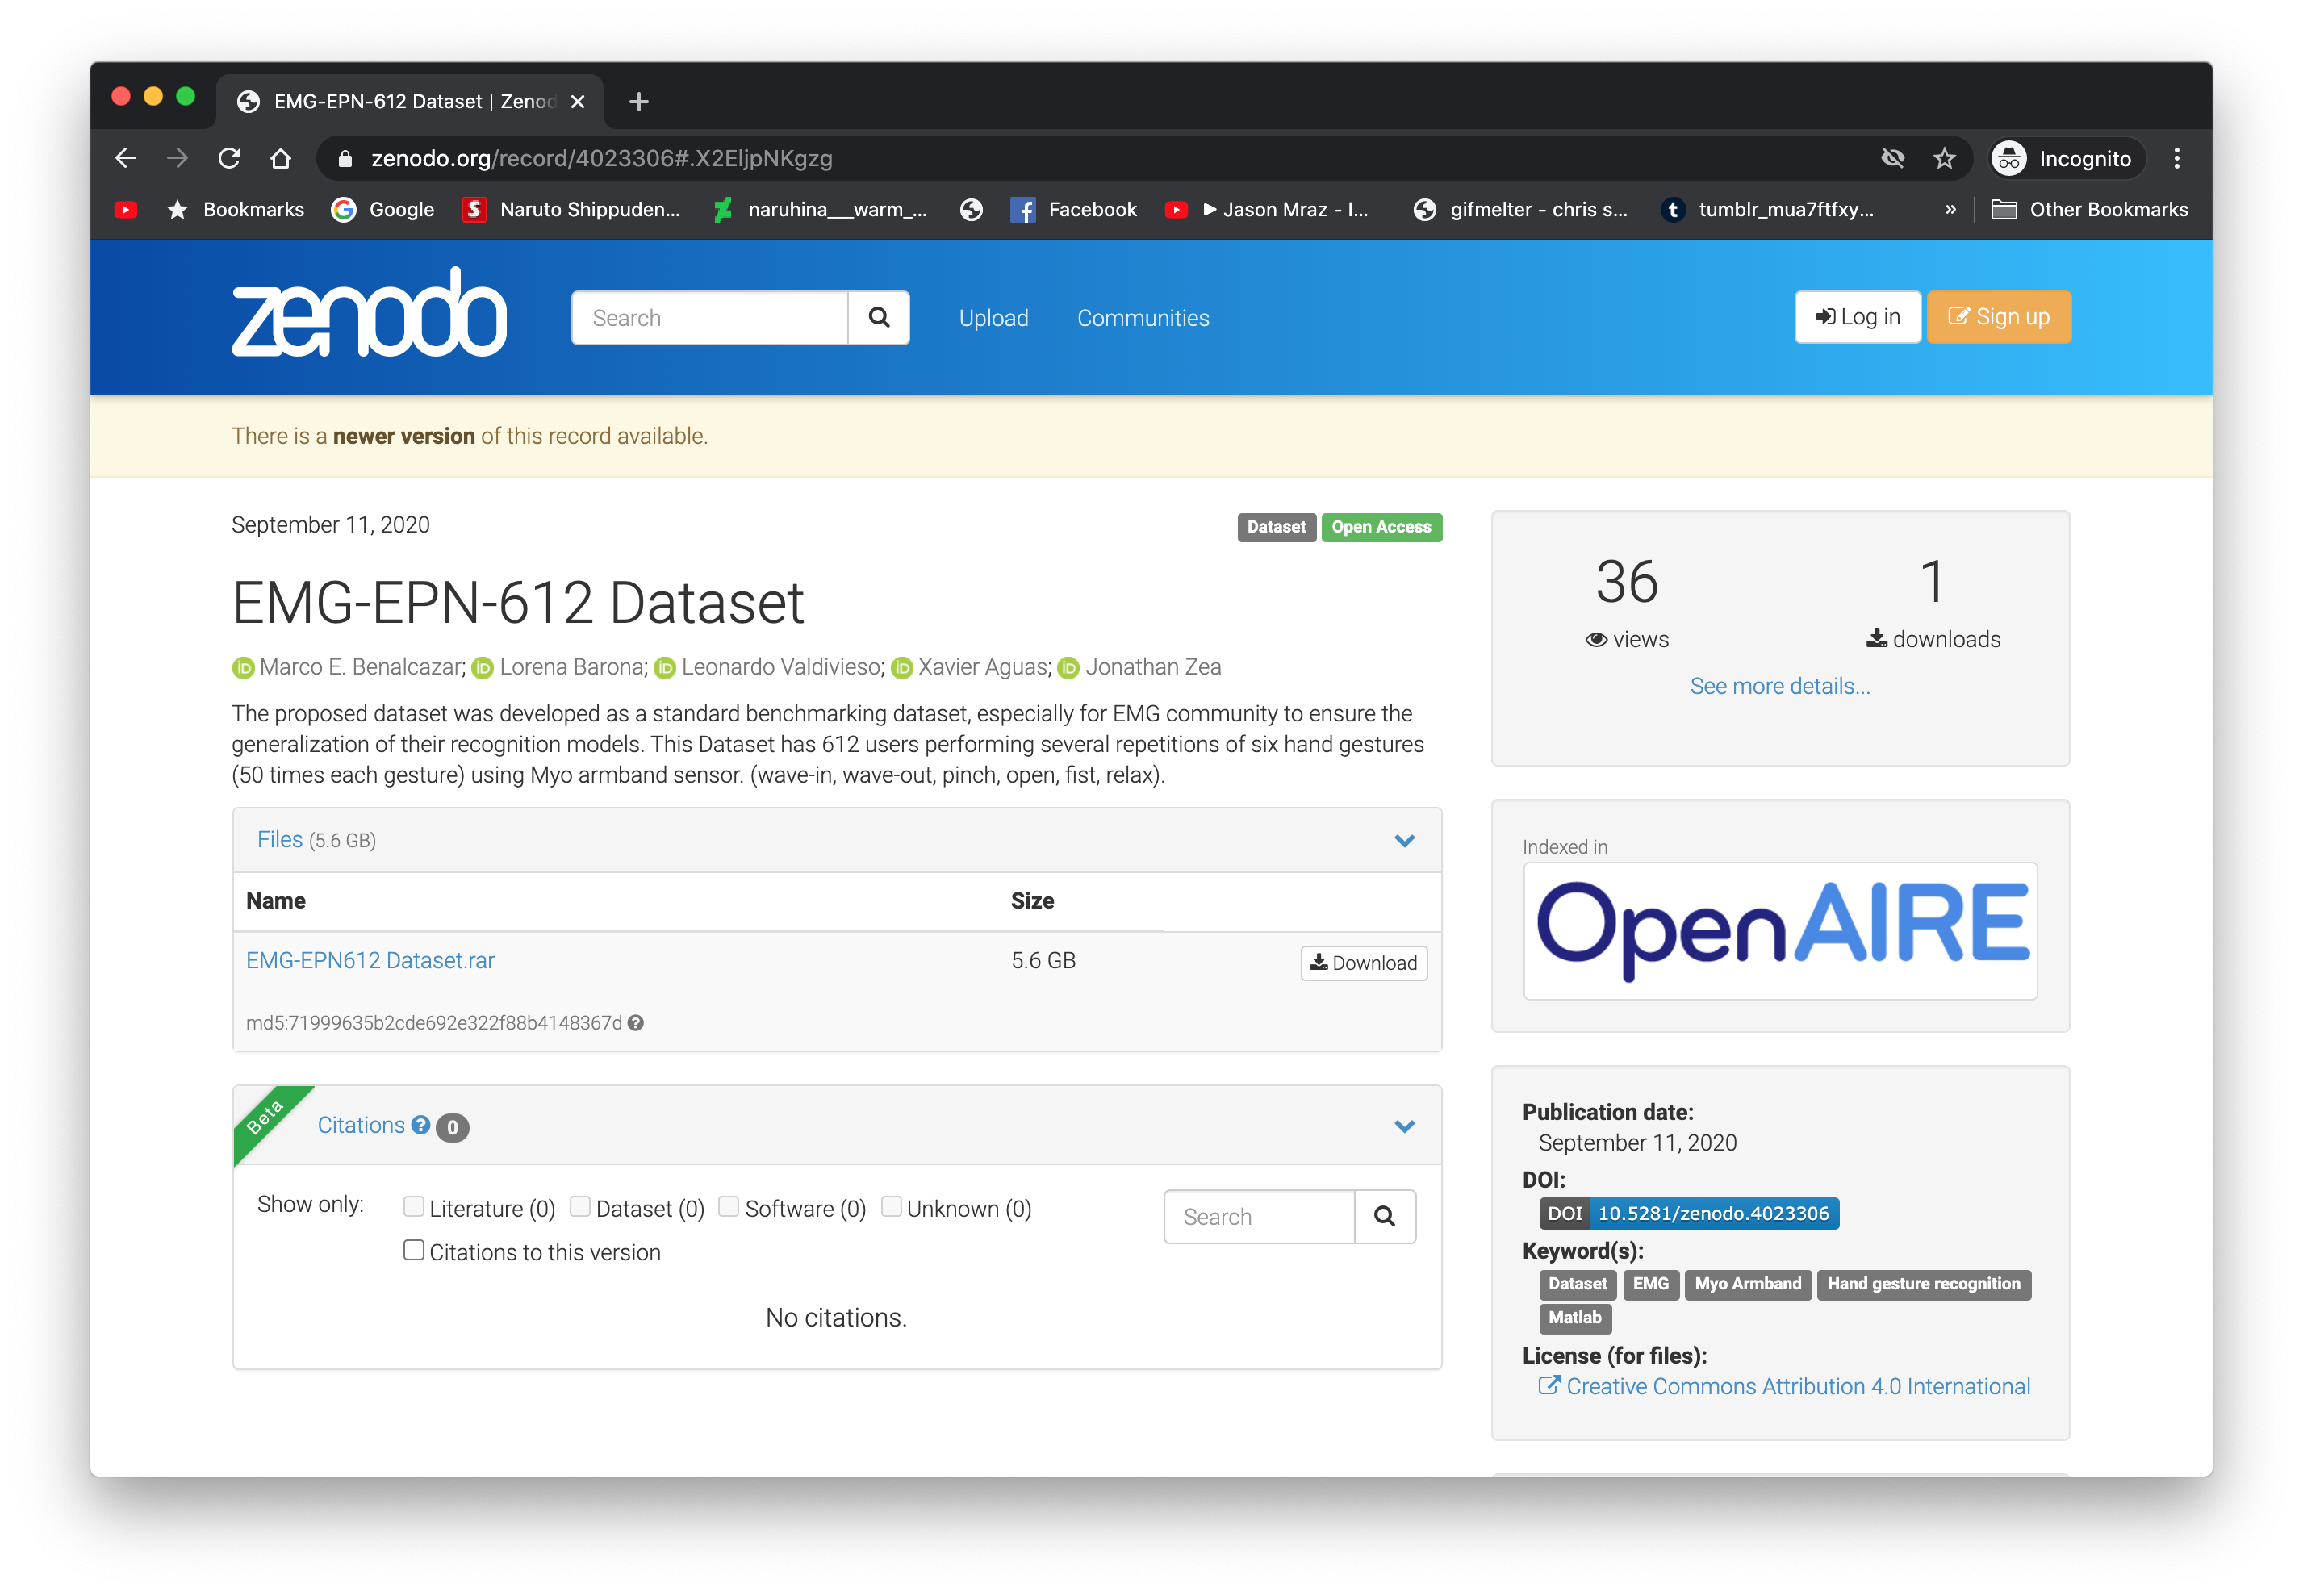 EMG-EPN-612 Dataset | Zenod
zenodo.org/record/4023306#.X2EljpNKgzg
Incognito
Bookmarks
Google
Naruto Shippuden...
naruhina___warm_...
Facebook
►Jason Mraz - I...
gifmelter - chris s...
tumblr_mua7ftfxy...
»
Other Bookmarks
zenodo
Search
Upload
Communities
Log in
Sign up
There is a newer version of this record available.
September 11, 2020
Dataset
Open Access
EMG-EPN-612 Dataset
iD Marco E. Benalcazar; iD Lorena Barona; iD Leonardo Valdivieso; iD Xavier Aguas; iD Jonathan Zea
The proposed dataset was developed as a standard benchmarking dataset, especially for EMG community to ensure the
generalization of their recognition models. This Dataset has 612 users performing several repetitions of six hand gestures
(50 times each gesture) using Myo armband sensor. (wave-in, wave-out, pinch, open, fist, relax).
Files (5.6 GB)
Name Size
EMG-EPN612 Dataset.rar 5.6 GB Download
md5:71999635b2cde692e322f88b4148367d ?
Beta
Citations ? 0
Show only: Literature (0) Dataset (0) Software (0) Unknown (0)
Citations to this version
Search
No citations.
36 1
views downloads
See more details...
Indexed in
OpenAIRE
Publication date:
September 11, 2020
DOI:
DOI 10.5281/zenodo.4023306
Keyword(s):
Dataset EMG Myo Armband Hand gesture recognition
Matlab
License (for files):
Creative Commons Attribution 4.0 International